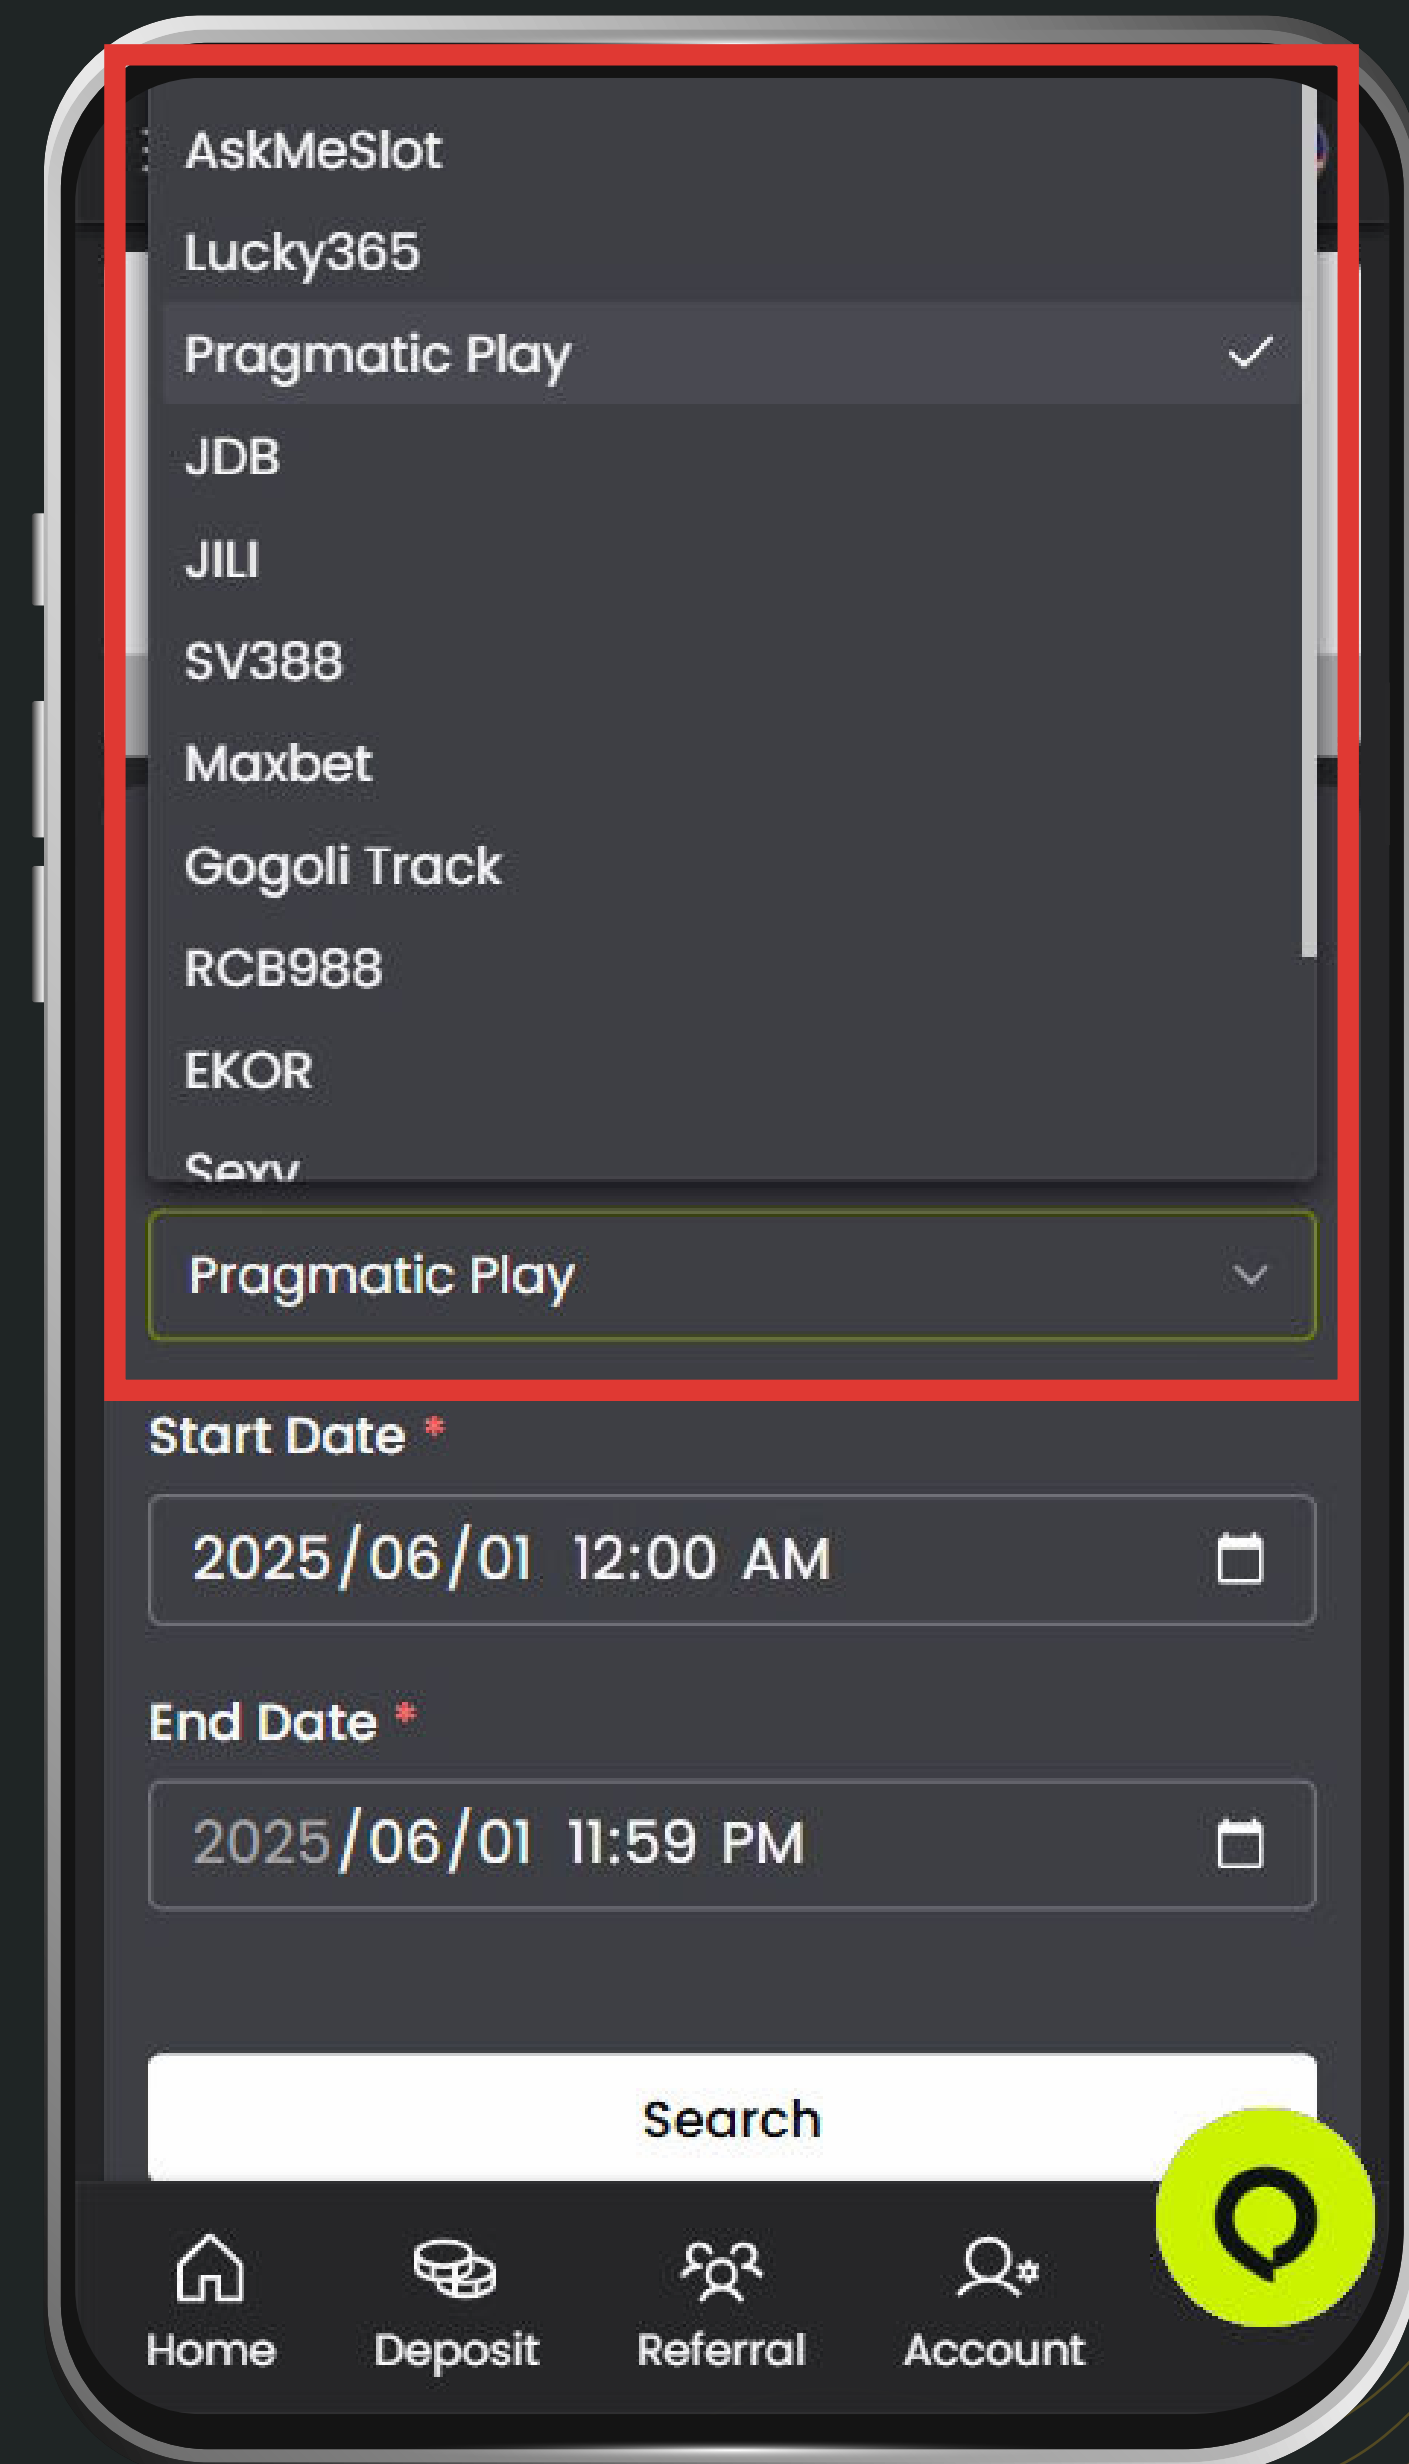 AskMeSlot
Lucky365
Pragmatic Play
JDB
JILI
SV388
Maxbet
Gogoli Track
RCB988
EKOR
Sexy
Pragmatic Play
Start Date *
2025/06/01 12:00 AM
End Date *
2025/06/01 11:59 PM
Search
Home
Deposit
Referral
Account